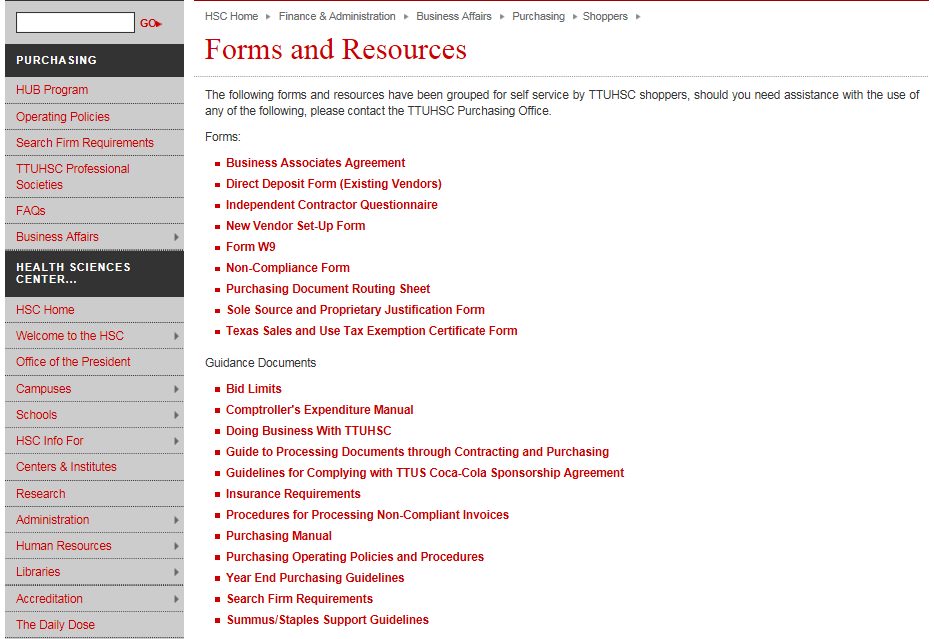 GO
PURCHASING
HUB Program
Operating Policies
Search Firm Requirements
TTUHSC Professional
Societies
FAQs
Business Affairs
HEALTH SCIENCES
CENTER...
HSC Home
Welcome to the HSC
Office of the President
Campuses
Schools
HSC Info For
Centers & Institutes
Research
Administration
Human Resources
Libraries
Accreditation
The Daily Dose
HSC Home Finance & Administration Business Affairs Purchasing Shoppers
Forms and Resources
The following forms and resources have been grouped for self service by TTUHSC shoppers, should you need assistance with the use of
any of the following, please contact the TTUHSC Purchasing Office.
Forms:
Business Associates Agreement
Direct Deposit Form (Existing Vendors)
Independent Contractor Questionnaire
New Vendor Set-Up Form
Form W9
Non-Compliance Form
Purchasing Document Routing Sheet
Sole Source and Proprietary Justification Form
Texas Sales and Use Tax Exemption Certificate Form
Guidance Documents
Bid Limits
Comptroller's Expenditure Manual
Doing Business With TTUHSC
Guide to Processing Documents through Contracting and Purchasing
Guidelines for Complying with TTUS Coca-Cola Sponsorship Agreement
Insurance Requirements
Procedures for Processing Non-Compliant Invoices
Purchasing Manual
Purchasing Operating Policies and Procedures
Year End Purchasing Guidelines
Search Firm Requirements
Summus/Staples Support Guidelines